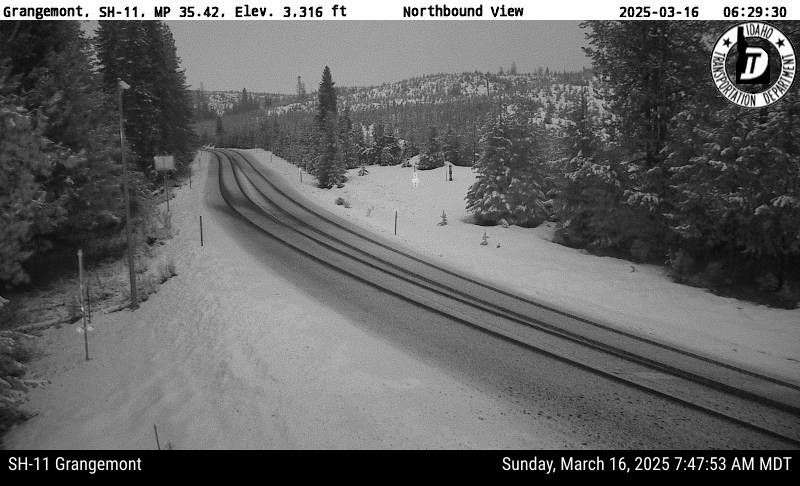 Grangemont, SH-11, MP 35.42, Elev. 3,316 ft Northbound View 2025-03-16 06:29:30
IDAHO
TRANSPORTATION DEPARTMENT
SH-11 Grangemont Sunday, March 16, 2025 7:47:53 AM MDT